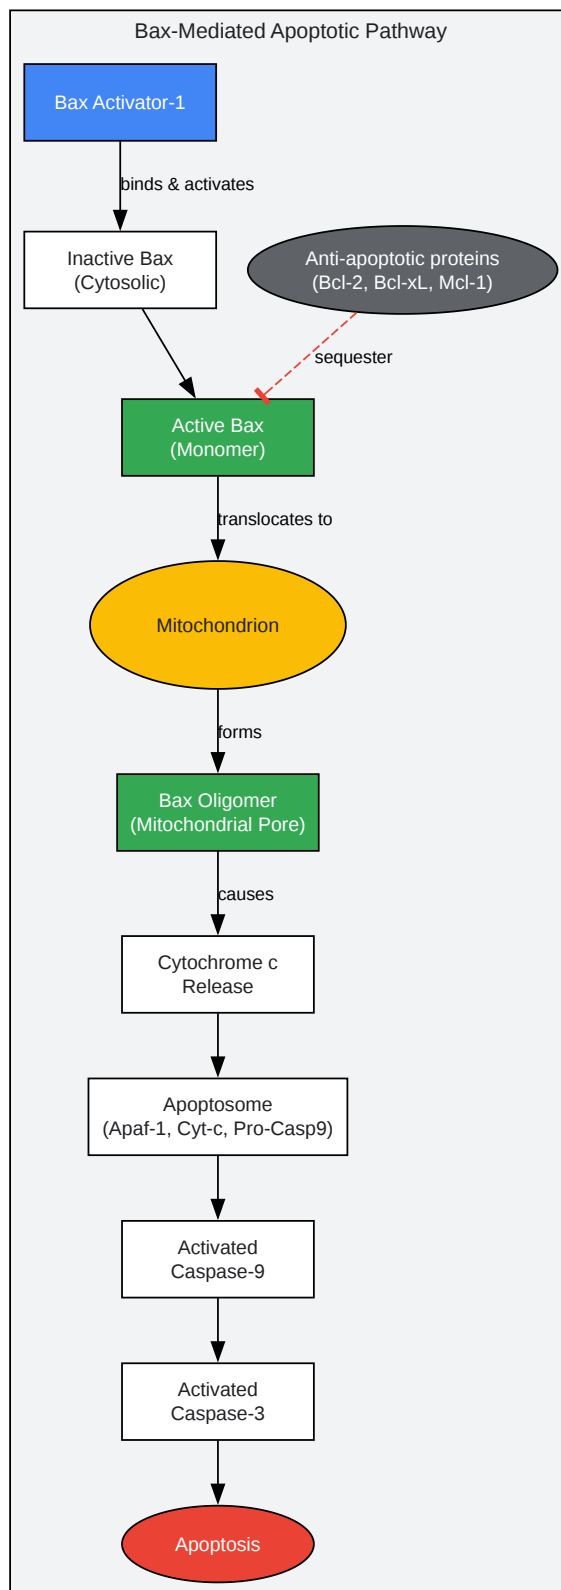 Bax-Mediated Apoptotic Pathway
Bax Activator-1
binds & activates
Inactive Bax
(Cytosolic)
Anti-apoptotic proteins
(Bcl-2, Bcl-xL, Mcl-1)
sequester
Active Bax
(Monomer)
translocates to
Mitochondrion
forms
Bax Oligomer
(Mitochondrial Pore)
causes
Cytochrome c
Release
Apoptosome
(Apaf-1, Cyt-c, Pro-Casp9)
Activated
Caspase-9
Activated
Caspase-3
Apoptosis